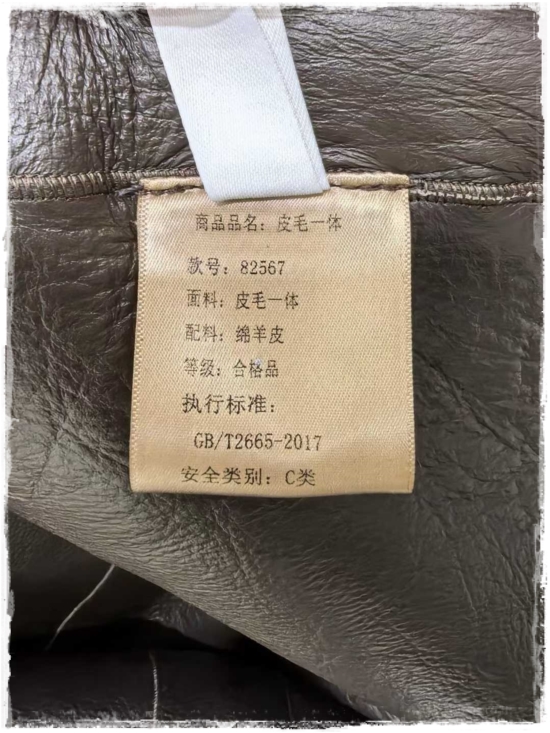 商品品名：皮毛一体
款号：82567
面料：皮毛一体
配料：绵羊皮
等级：合格品
执行标准：
GB/T2665-2017
安全类别：C类